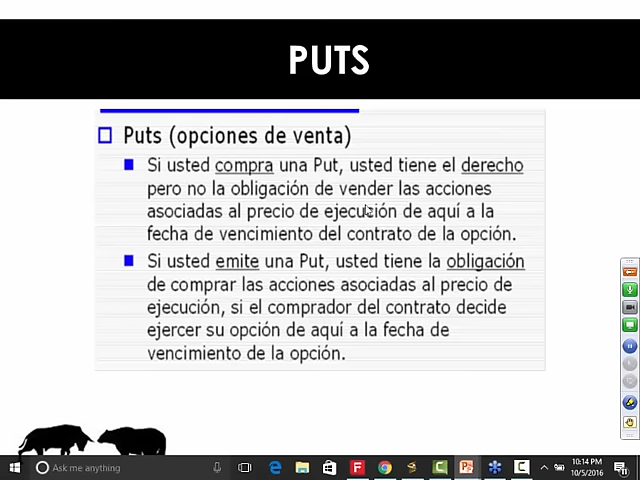 PUTS
Puts (opciones de venta)
Si usted compra una Put, usted tiene el derecho
pero no la obligación de vender las acciones
asociadas al precio de ejecución de aquí a la
fecha de vencimiento del contrato de la opción.
Si usted emite una Put, usted tiene la obligación
de comprar las acciones asociadas al precio de
ejecución, si el comprador del contrato decide
ejercer su opción de aquí a la fecha de
vencimiento de la opción.
Ask me anything
10:14 PM
10/5/2016